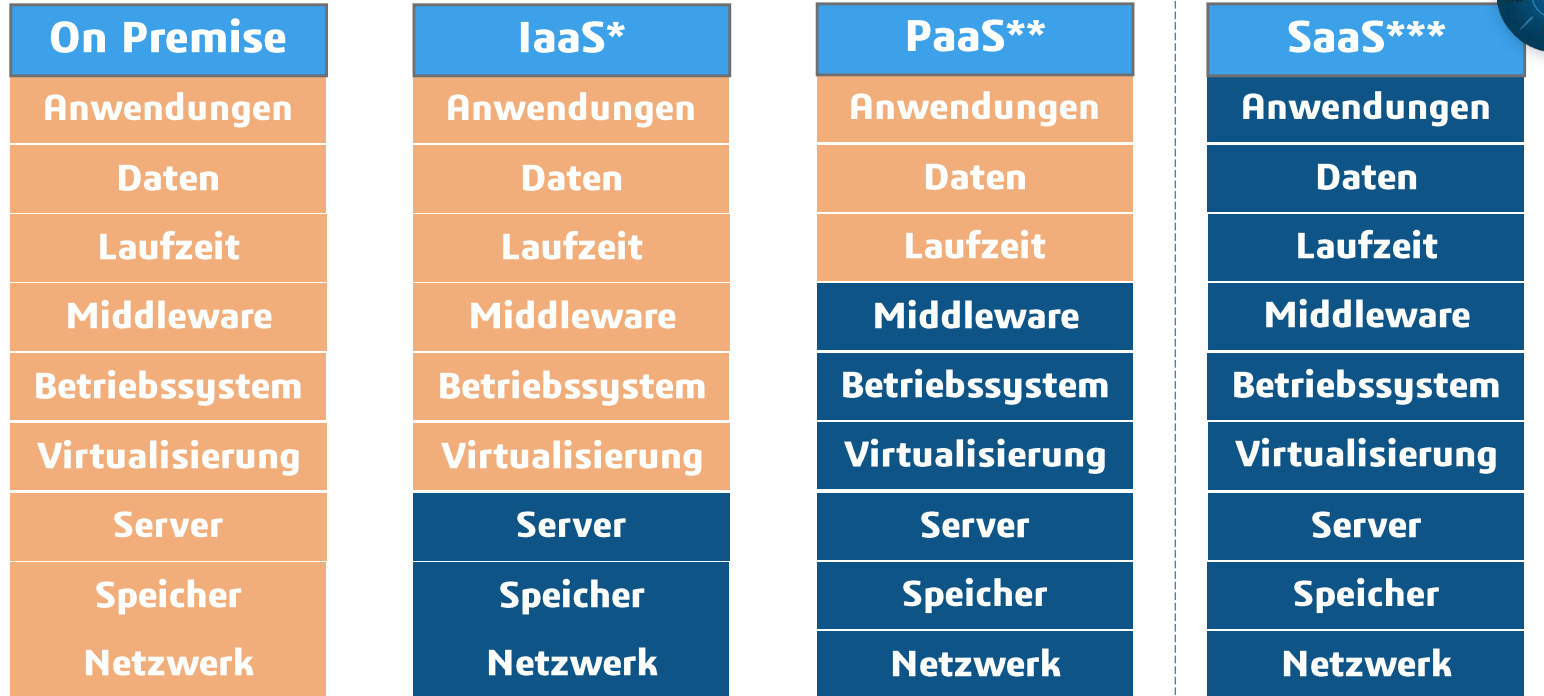 On Premise
Anwendungen
Daten
Laufzeit
Middleware
Betriebssystem
Virtualisierung
Server
Speicher
Netzwerk
IaaS*
Anwendungen
Daten
Laufzeit
Middleware
Betriebssystem
Virtualisierung
Server
Speicher
Netzwerk
PaaS**
Anwendungen
Daten
Laufzeit
Middleware
Betriebssystem
Virtualisierung
Server
Speicher
Netzwerk
SaaS***
Anwendungen
Daten
Laufzeit
Middleware
Betriebssystem
Virtualisierung
Server
Speicher
Netzwerk